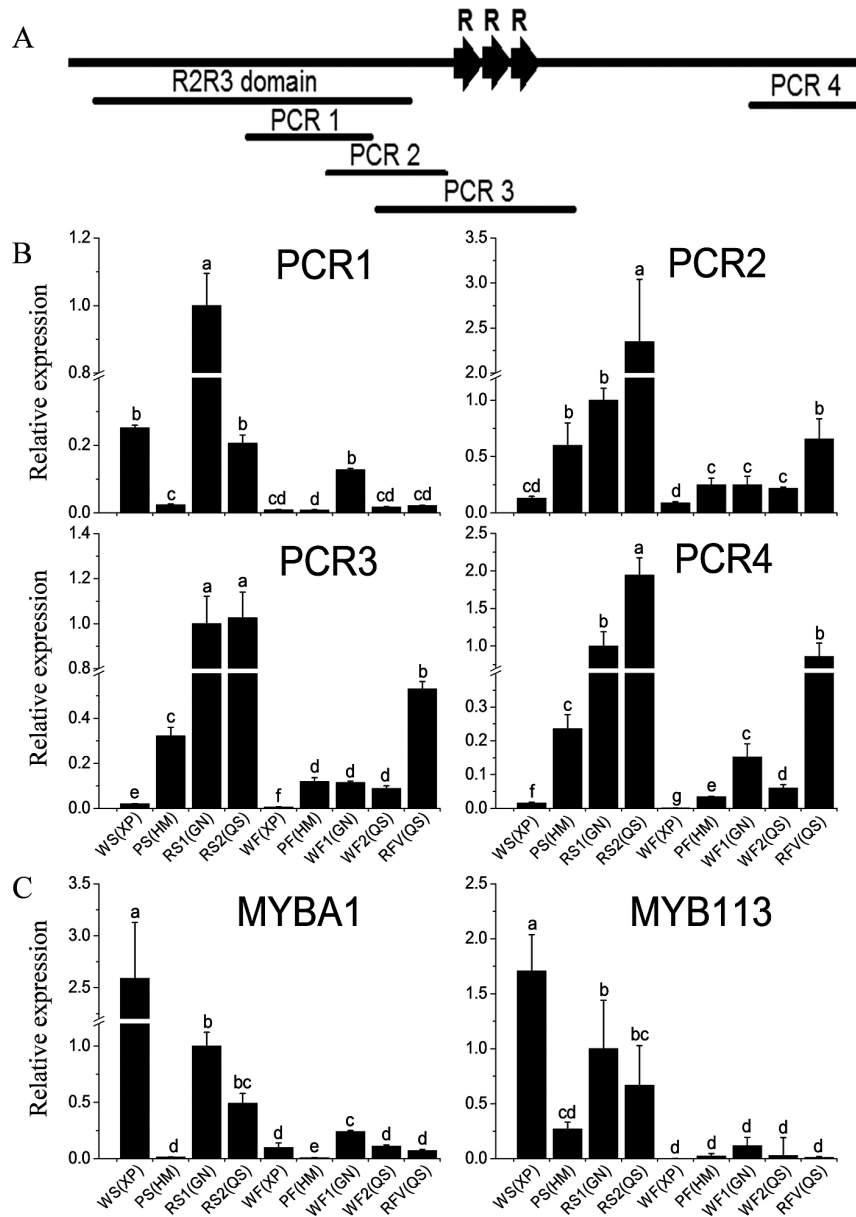 A
R R R
R2R3 domain
PCR 1
PCR 2
PCR 3
PCR 4
B
PCR1
Relative expression
1.2
1.0
0.8
0.2
0.0
b c a b cd d b cd cd
PCR2
3.5
3.0
2.5
2.0
1.5
1.0
0.5
0.0
cd b b a d c c c b
PCR3
Relative expression
1.4
1.2
1.0
0.8
0.6
0.4
0.2
0.0
e c a a f d d d b
WS(XP) PS(HM) RS1(GN) RS2(QS) WF(XP) PF(HM) WF1(GN) WF2(QS) RFV(QS)
PCR4
2.5
2.0
1.5
1.0
0.3
0.2
0.1
0.0
f c b a g e c d b
WS(XP) PS(HM) RS1(GN) RS2(QS) WF(XP) PF(HM) WF1(GN) WF2(QS) RFV(QS)
C
MYBA1
Relative expression
3.5
3.0
2.5
1.0
0.5
0.0
a d b bc d e c d d
WS(XP) PS(HM) RS1(GN) RS2(QS) WF(XP) PF(HM) WF1(GN) WF2(QS) RFV(QS)
MYB113
2.5
2.0
1.5
1.0
0.5
0.0
a cd b bc d d d d d
WS(XP) PS(HM) RS1(GN) RS2(QS) WF(XP) PF(HM) WF1(GN) WF2(QS) RFV(QS)